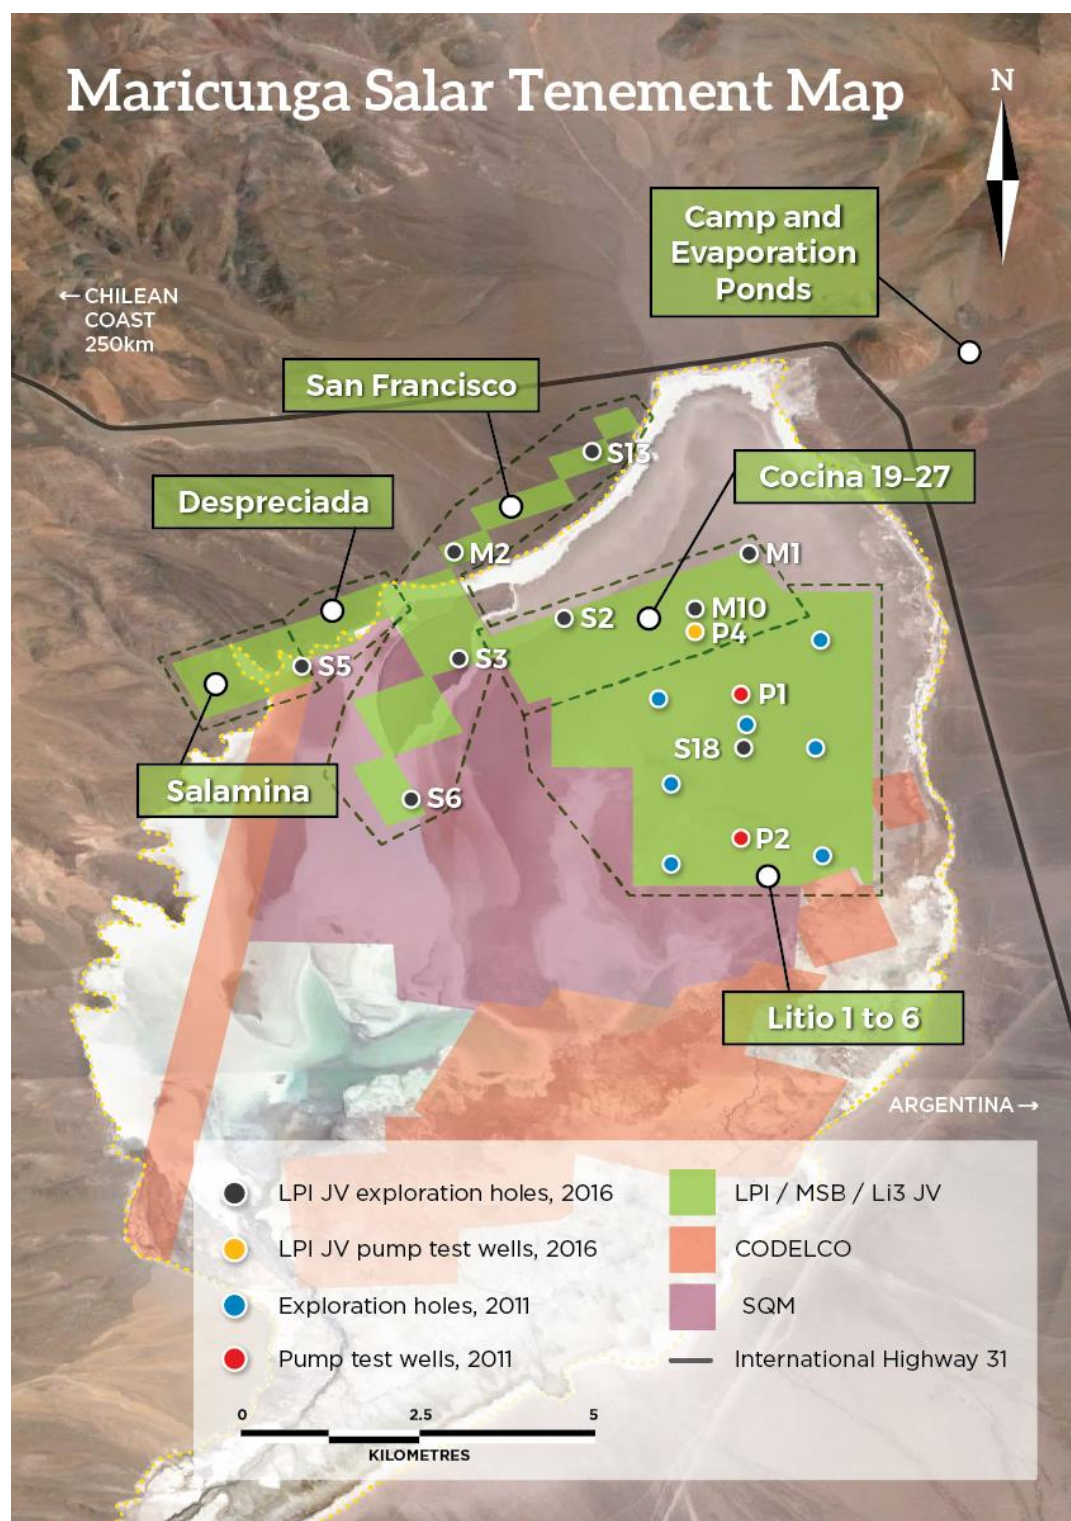 Maricunga Salar Tenement Map
N
Camp and
Evaporation
Ponds
← CHILEAN
COAST
250km
San Francisco
S13
Cocina 19–27
Despreciada
M2
M1
S2
M10
P4
S5
S3
P1
S18
Salamina
S6
P2
Litio 1 to 6
ARGENTINA →
LPI JV exploration holes, 2016
LPI JV pump test wells, 2016
Exploration holes, 2011
Pump test wells, 2011
LPI / MSB / Li3 JV
CODELCO
SQM
International Highway 31
0 2.5 5
KILOMETRES